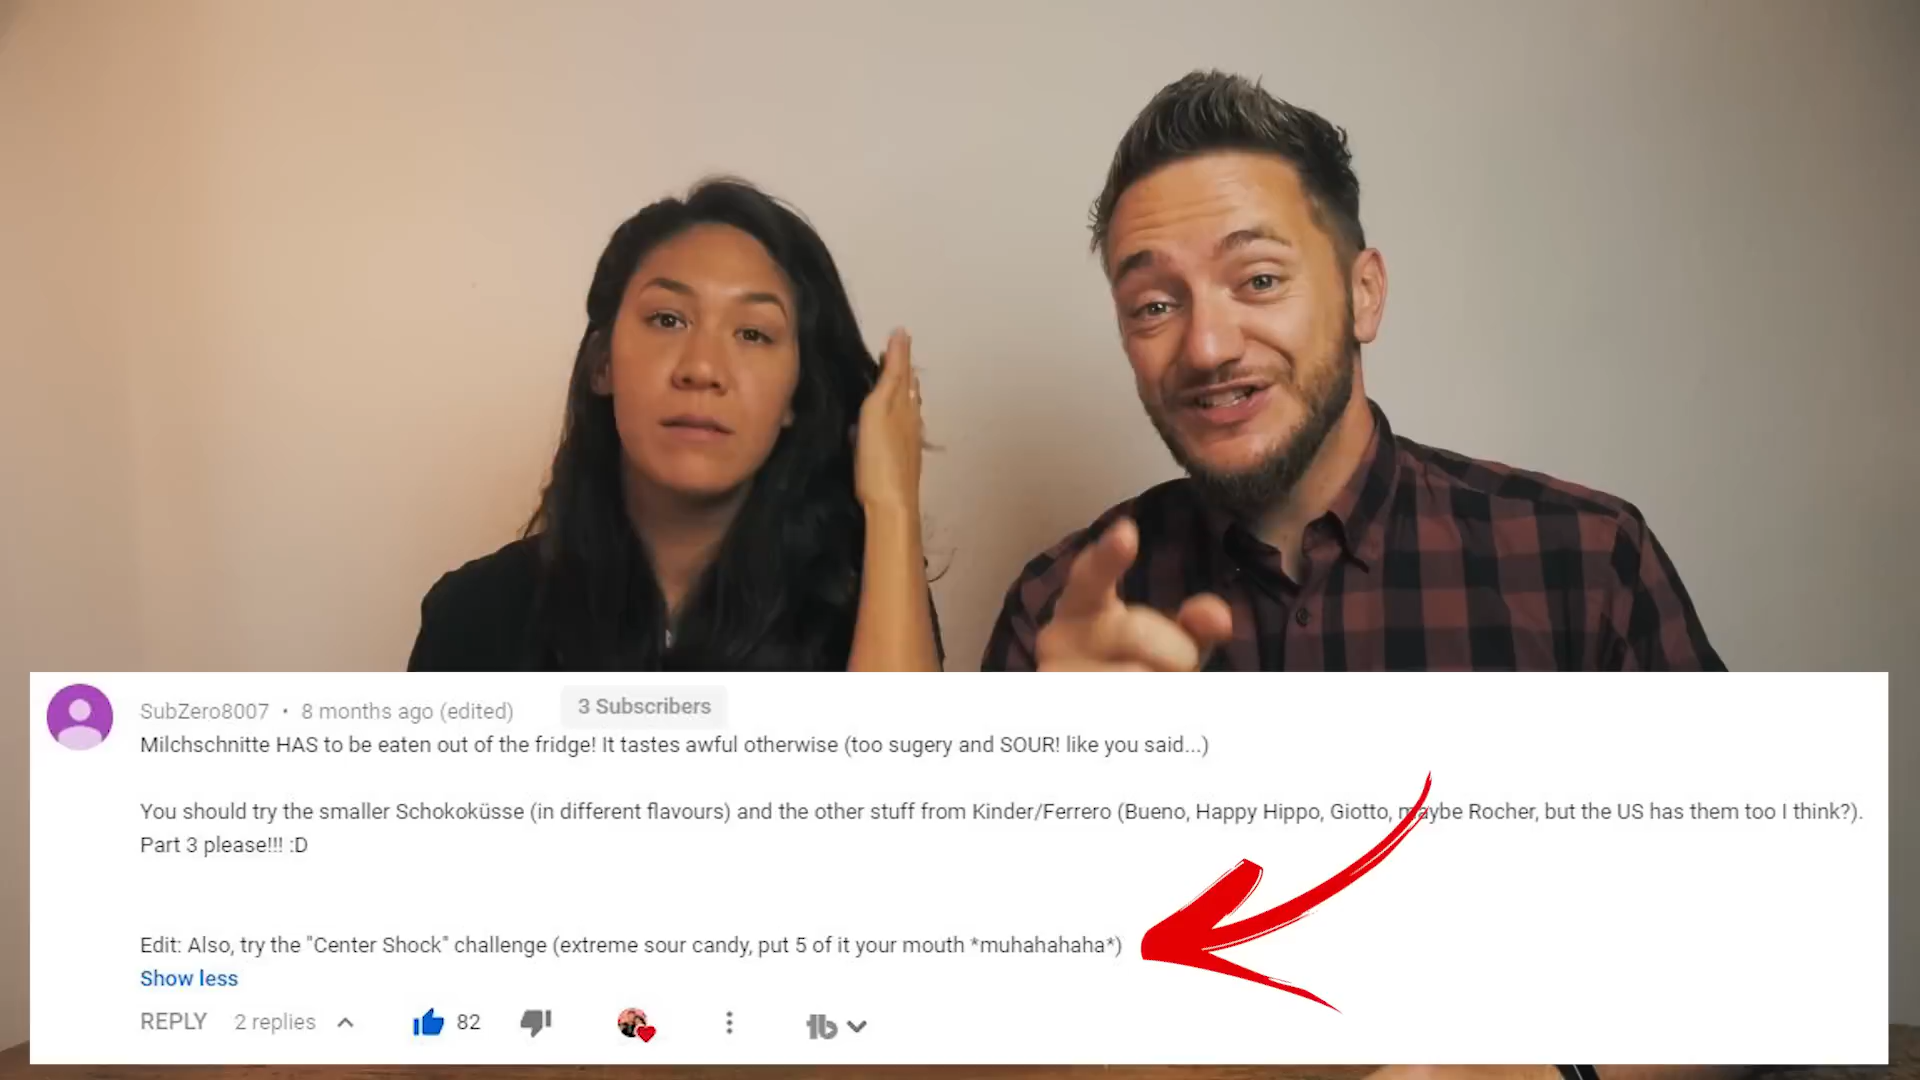 SubZero8007 • 8 months ago (edited) 3 Subscribers
Milchschnitte HAS to be eaten out of the fridge! It tastes awful otherwise (too sugery and SOUR! like you said...)
You should try the smaller Schokoküsse (in different flavours) and the other stuff from Kinder/Ferrero (Bueno, Happy Hippo, Giotto, maybe Rocher, but the US has them too I think?).
Part 3 please!!! :D
Edit: Also, try the "Center Shock" challenge (extreme sour candy, put 5 of it your mouth *muhahahaha*)
Show less
REPLY 2 replies 82